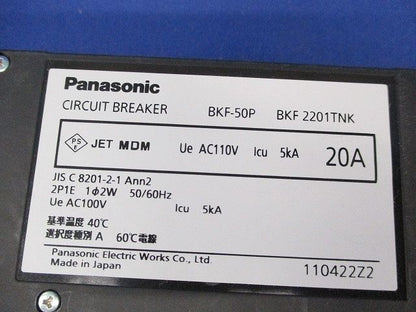 Panasonic
CIRCUIT BREAKER BKF-50P BKF 2201TNK
PS E JET MDM Ue AC110V Icu 5kA 20A
JIS C 8201-2-1 Ann2
2P1E 1φ2W 50/60Hz
Ue AC100V Icu 5kA
基準温度 40℃
選択度種別 A 60℃電線
Panasonic Electric Works Co., Ltd.
Made in Japan 110422Z2